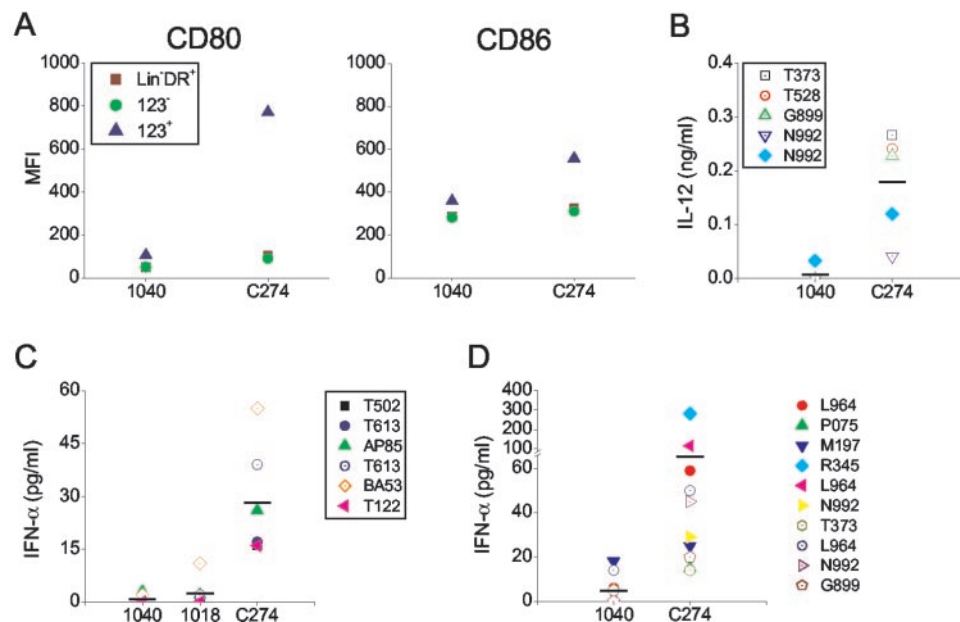 A
CD80
MFI
1000
800
600
400
200
0
Lin⁻DR⁺
123⁻
123⁺
1040
C274
CD86
1000
800
600
400
200
0
1040
C274
B
IL-12 (ng/ml)
0.4
0.3
0.2
0.1
0.0
T373
T528
G899
N992
N992
1040
C274
C
IFN-α (pg/ml)
60
45
30
15
0
1040
1018
C274
T502
T613
AP85
T613
BA53
T122
D
IFN-α (pg/ml)
400
300
200
100
60
40
20
0
1040
C274
L964
P075
M197
R345
L964
N992
T373
L964
N992
G899